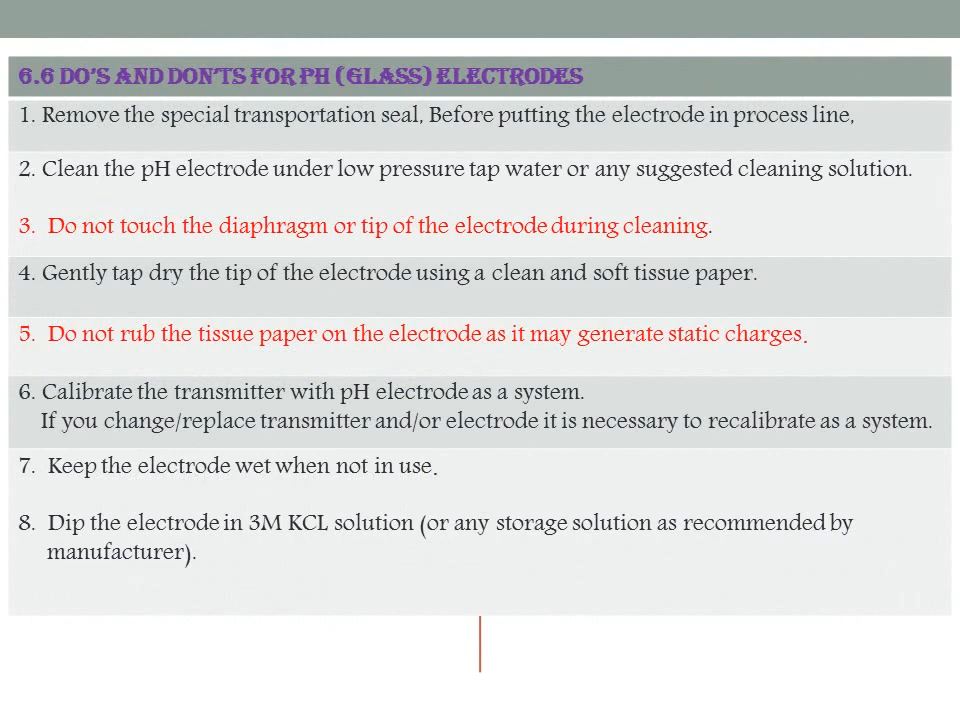 6.6 DO'S AND DON'TS FOR PH (GLASS) ELECTRODES
1. Remove the special transportation seal, Before putting the electrode in process line,
2. Clean the pH electrode under low pressure tap water or any suggested cleaning solution.
3. Do not touch the diaphragm or tip of the electrode during cleaning.
4. Gently tap dry the tip of the electrode using a clean and soft tissue paper.
5. Do not rub the tissue paper on the electrode as it may generate static charges.
6. Calibrate the transmitter with pH electrode as a system.
If you change/replace transmitter and/or electrode it is necessary to recalibrate as a system.
7. Keep the electrode wet when not in use.
8. Dip the electrode in 3M KCL solution (or any storage solution as recommended by
manufacturer).